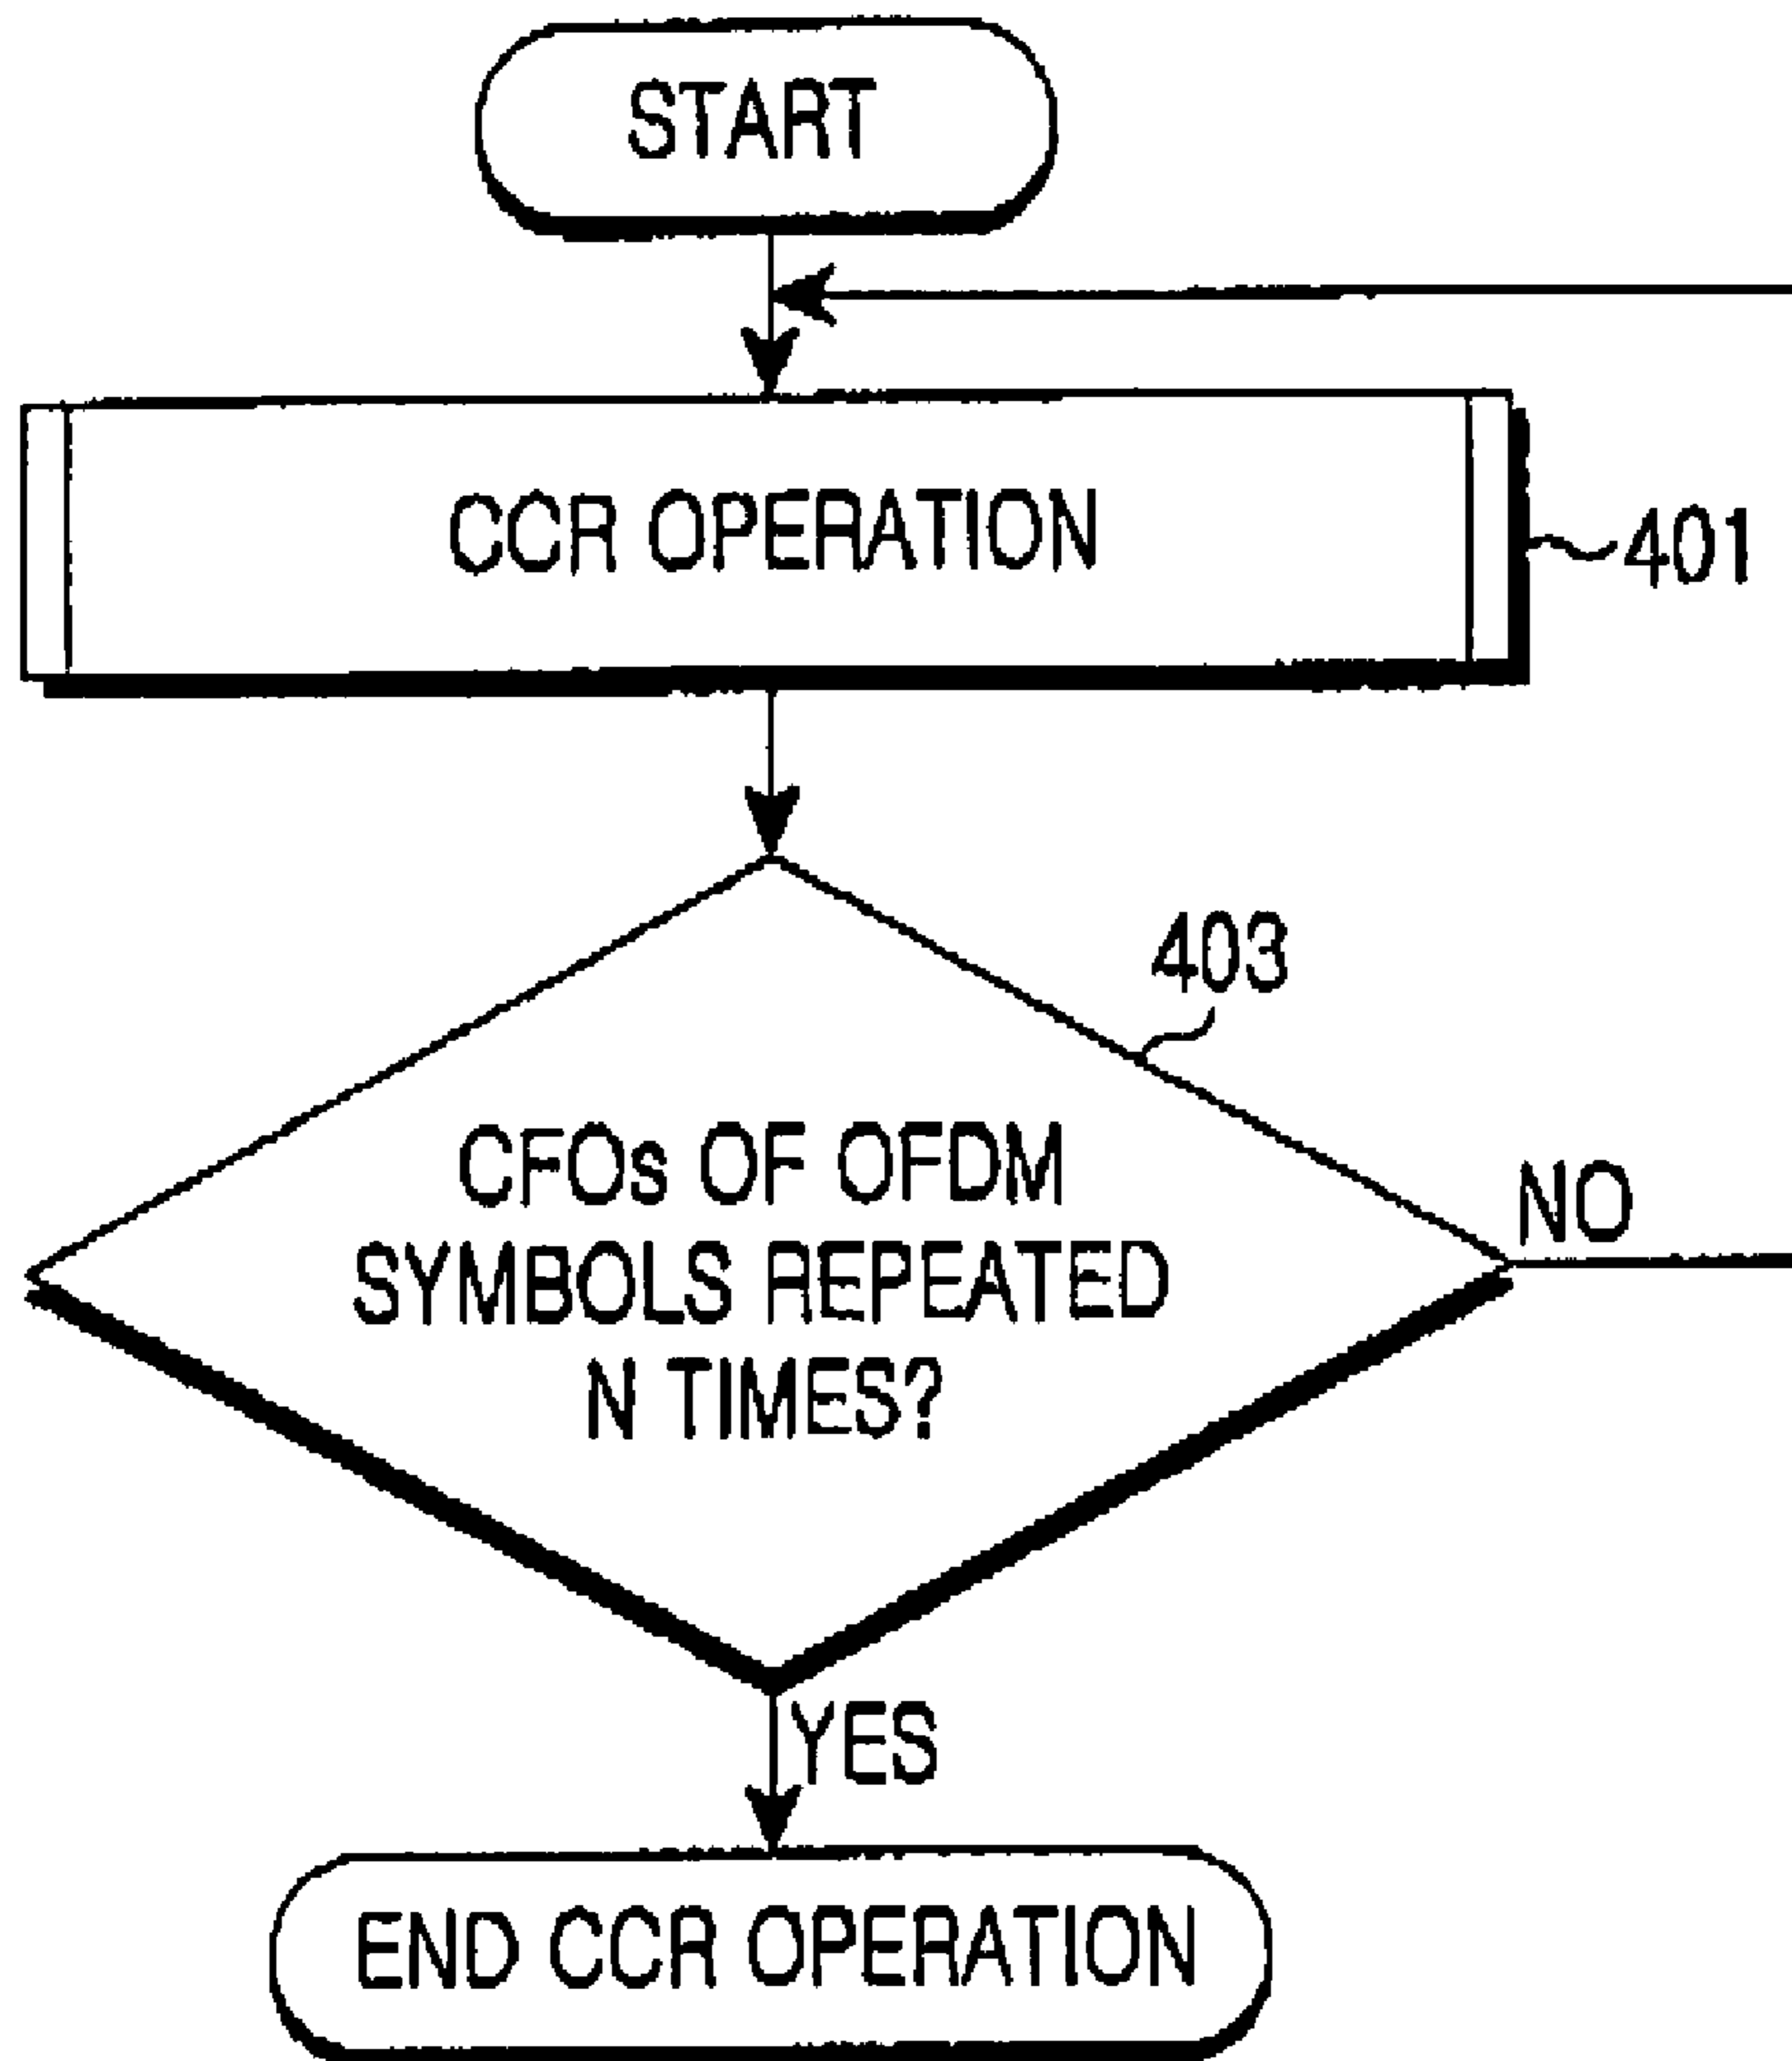 START
CCR OPERATION
401
403
CFOs OF OFDM
SYMBOLS REPEATED
N TIMES?
NO
YES
END CCR OPERATION